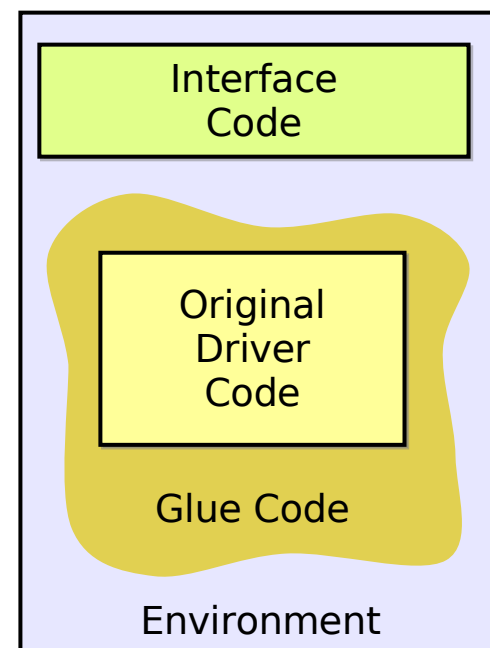 Interface
Code
Original
Driver
Code
Glue Code
Environment